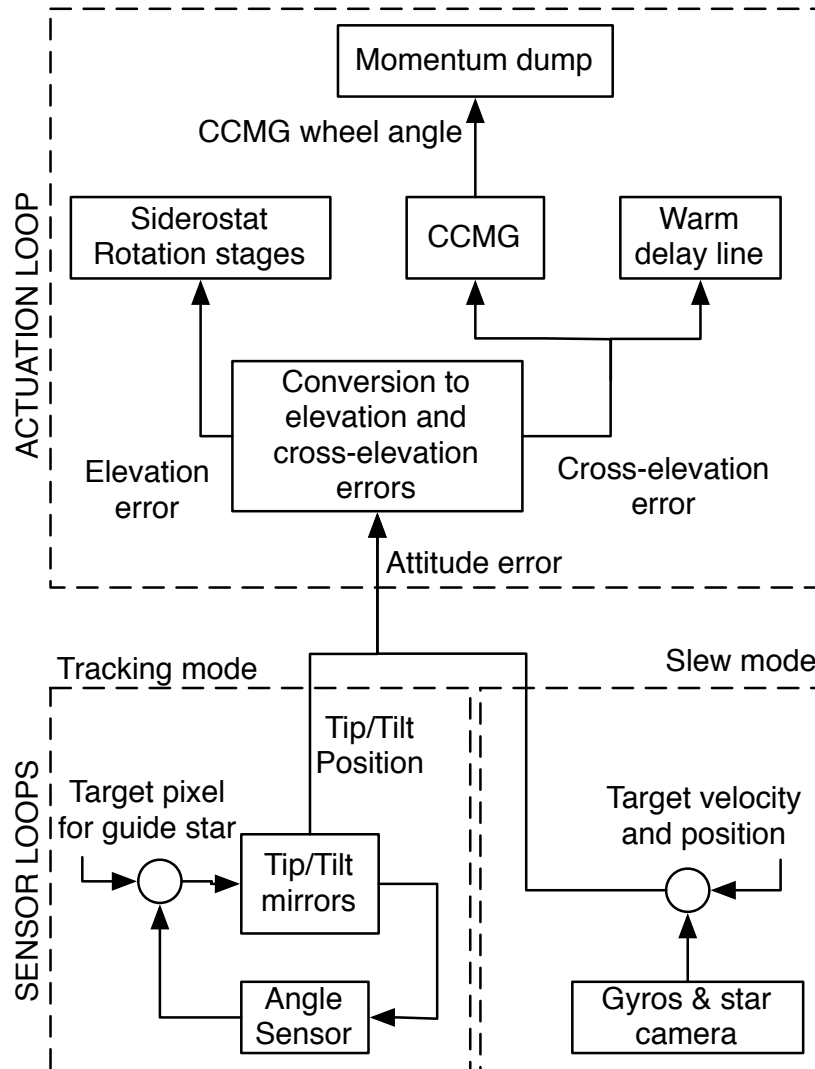 Momentum dump
CCMG wheel angle
ACTUATION LOOP
Siderostat
Rotation stages
CCMG
Warm
delay line
Conversion to
elevation and
cross-elevation
errors
Elevation
error
Cross-elevation
error
Attitude error
Tracking mode
Slew mode
SENSOR LOOPS
Tip/Tilt
Position
Target pixel
for guide star
Target velocity
and position
Tip/Tilt
mirrors
Angle
Sensor
Gyros & star
camera